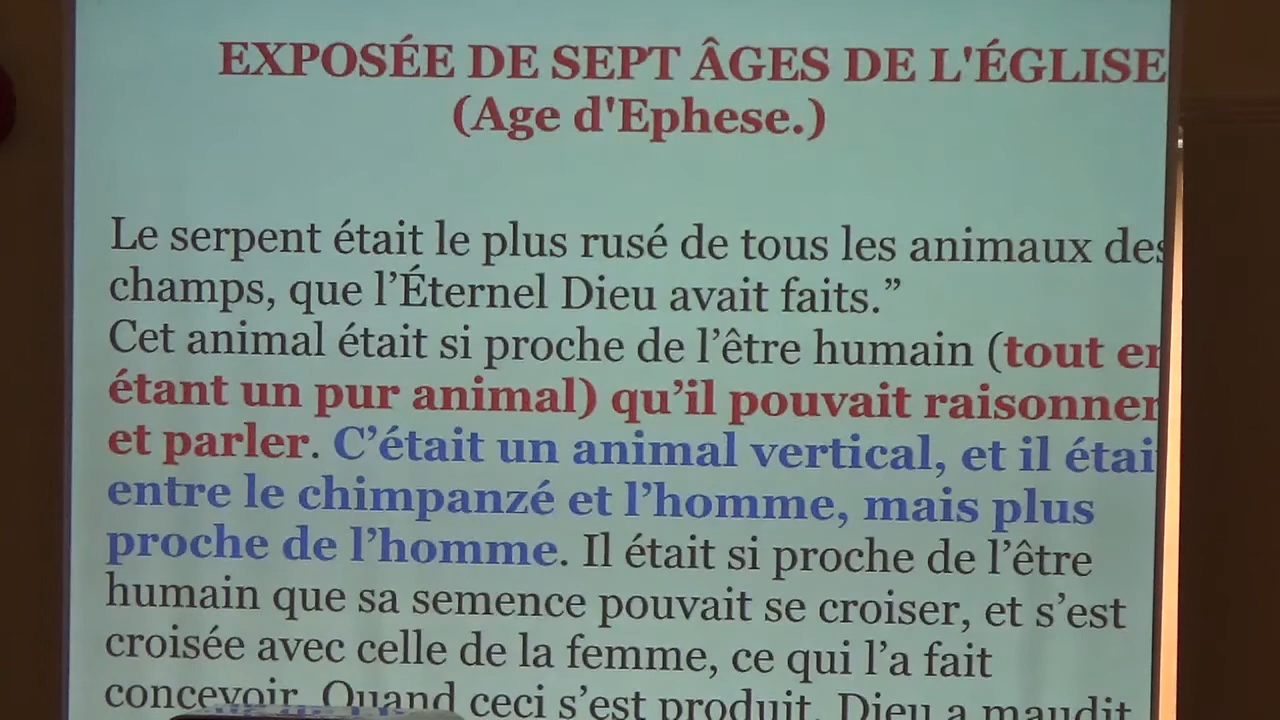 EXPOSÉE DE SEPT ÂGES DE L'ÉGLISE
(Age d'Ephese.)
Le serpent était le plus rusé de tous les animaux des
champs, que l’Éternel Dieu avait faits.”
Cet animal était si proche de l’être humain (tout en
étant un pur animal) qu’il pouvait raisonner
et parler. C’était un animal vertical, et il étai
entre le chimpanzé et l’homme, mais plus
proche de l’homme. Il était si proche de l’être
humain que sa semence pouvait se croiser, et s’est
croisée avec celle de la femme, ce qui l’a fait
concevoir. Quand ceci s’est produit, Dieu a maudit